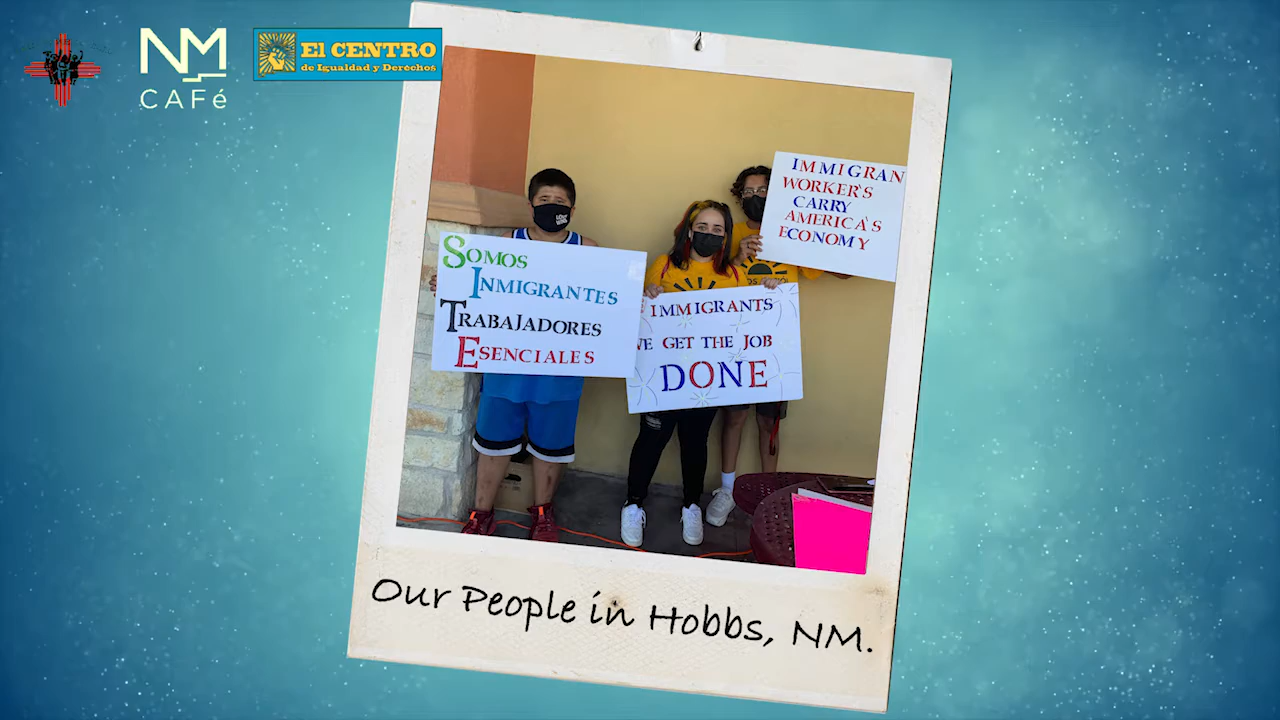 NM
CAFé
El CENTRO
de Igualdad y Derechos
SOMOS
INMIGRANTES
TRABAJADORES
ESENCIALES
IMMIGRANTS
WE GET THE JOB
DONE
IMMIGRAN
WORKER'S
CARRY
AMERICA'S
ECONOMY
Our People in Hobbs, NM.